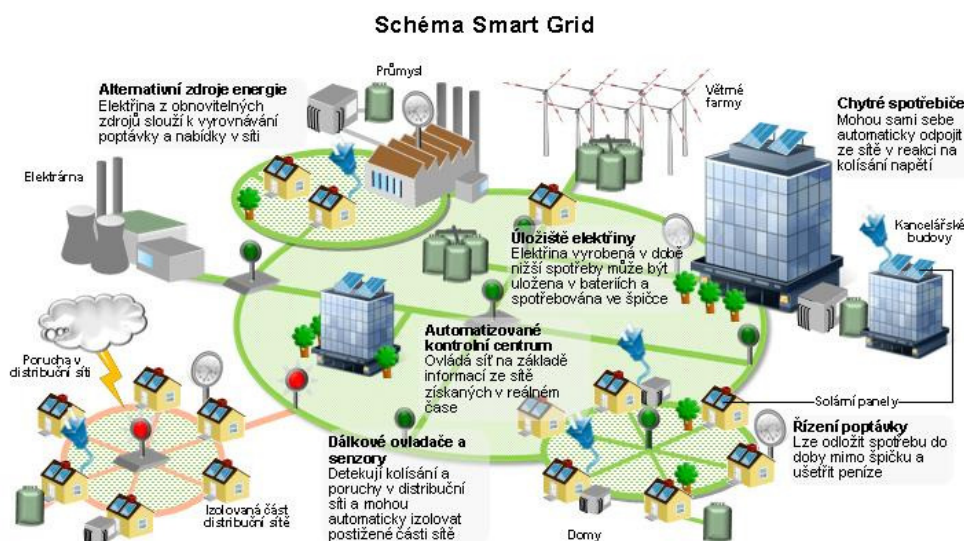 Schéma Smart Grid
Alternativní zdroje energie
Elektřina z obnovitelných
zdrojů slouží k vyrovnávání
poptávky a nabídky v síti
Průmysl
Větrné
farmy
Chytré spotřebiče
Mohou sami sebe
automaticky odpojit
ze sítě v reakci na
kolísání napětí
Elektrárna
Kancelářské
budovy
Úložiště elektřiny
Elektřina vyrobená v době
nižší spotřeby může být
uložena v bateriích a
spotřebována ve špičce
Automatizované
kontrolní centrum
Ovládá síť na základě
informací ze sítě
získaných v reálném
čase
Porucha v
distribuční síti
Solární panely
Řízení poptávky
Lze odložit spotřebu do
doby mimo špičku a
ušetřit peníze
Dálkové ovladače a
senzory
Detekují kolísání a
poruchy v distribuční
síti a mohou
automaticky izolovat
postižené části sítě
Izolovaná část
distribuční sítě
Domy